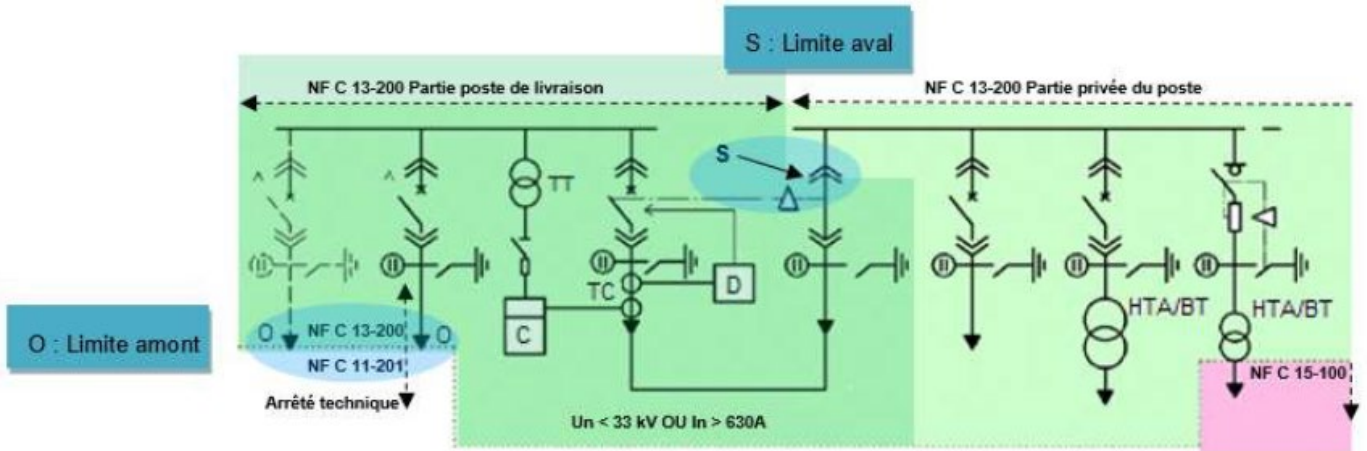 S : Limite aval
NF C 13-200 Partie poste de livraison
NF C 13-200 Partie privée du poste
S
TT
TC
D
C
HTA/BT
HTA/BT
O
NF C 13-200
O
O : Limite amont
NF C 11-201
NF C 15-100
Arrêté technique
Un < 33 kV OU In > 630A